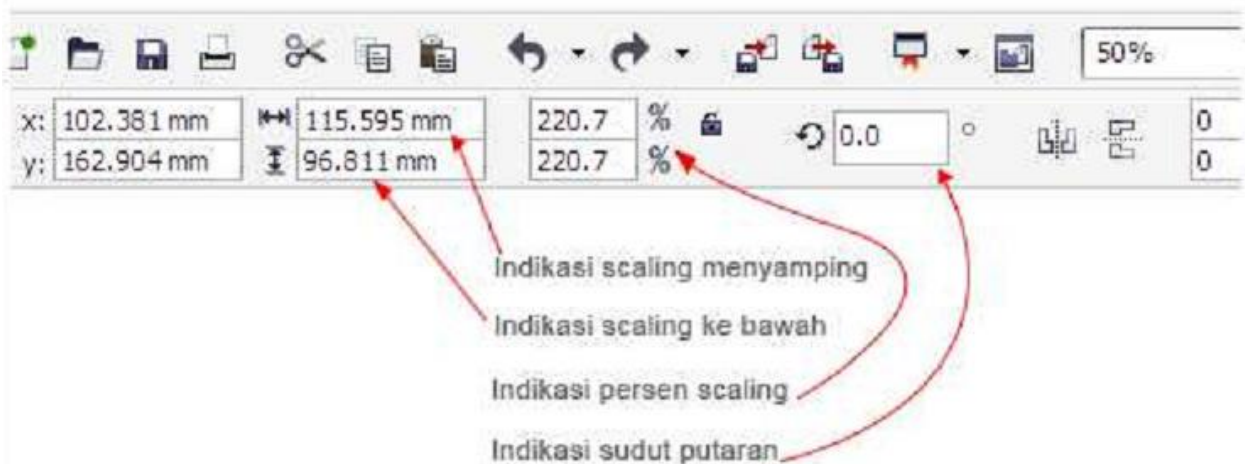 50%
x: 102.381 mm 115.595 mm 220.7 % 0.0 ° 0
y: 162.904 mm 96.811 mm 220.7 % 0
Indikasi scaling menyamping
Indikasi scaling ke bawah
Indikasi persen scaling
Indikasi sudut putaran